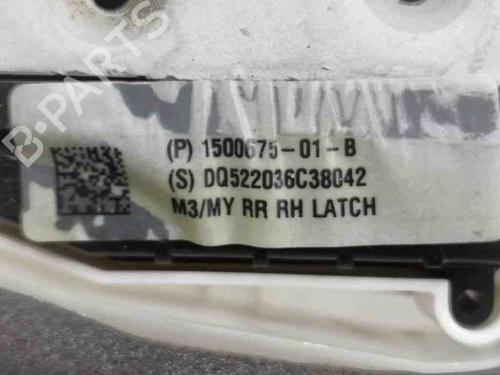 B-PARTS
(P) 1500675-01-B
(S) DQ522036C38042
M3/MY RR RH LATCH